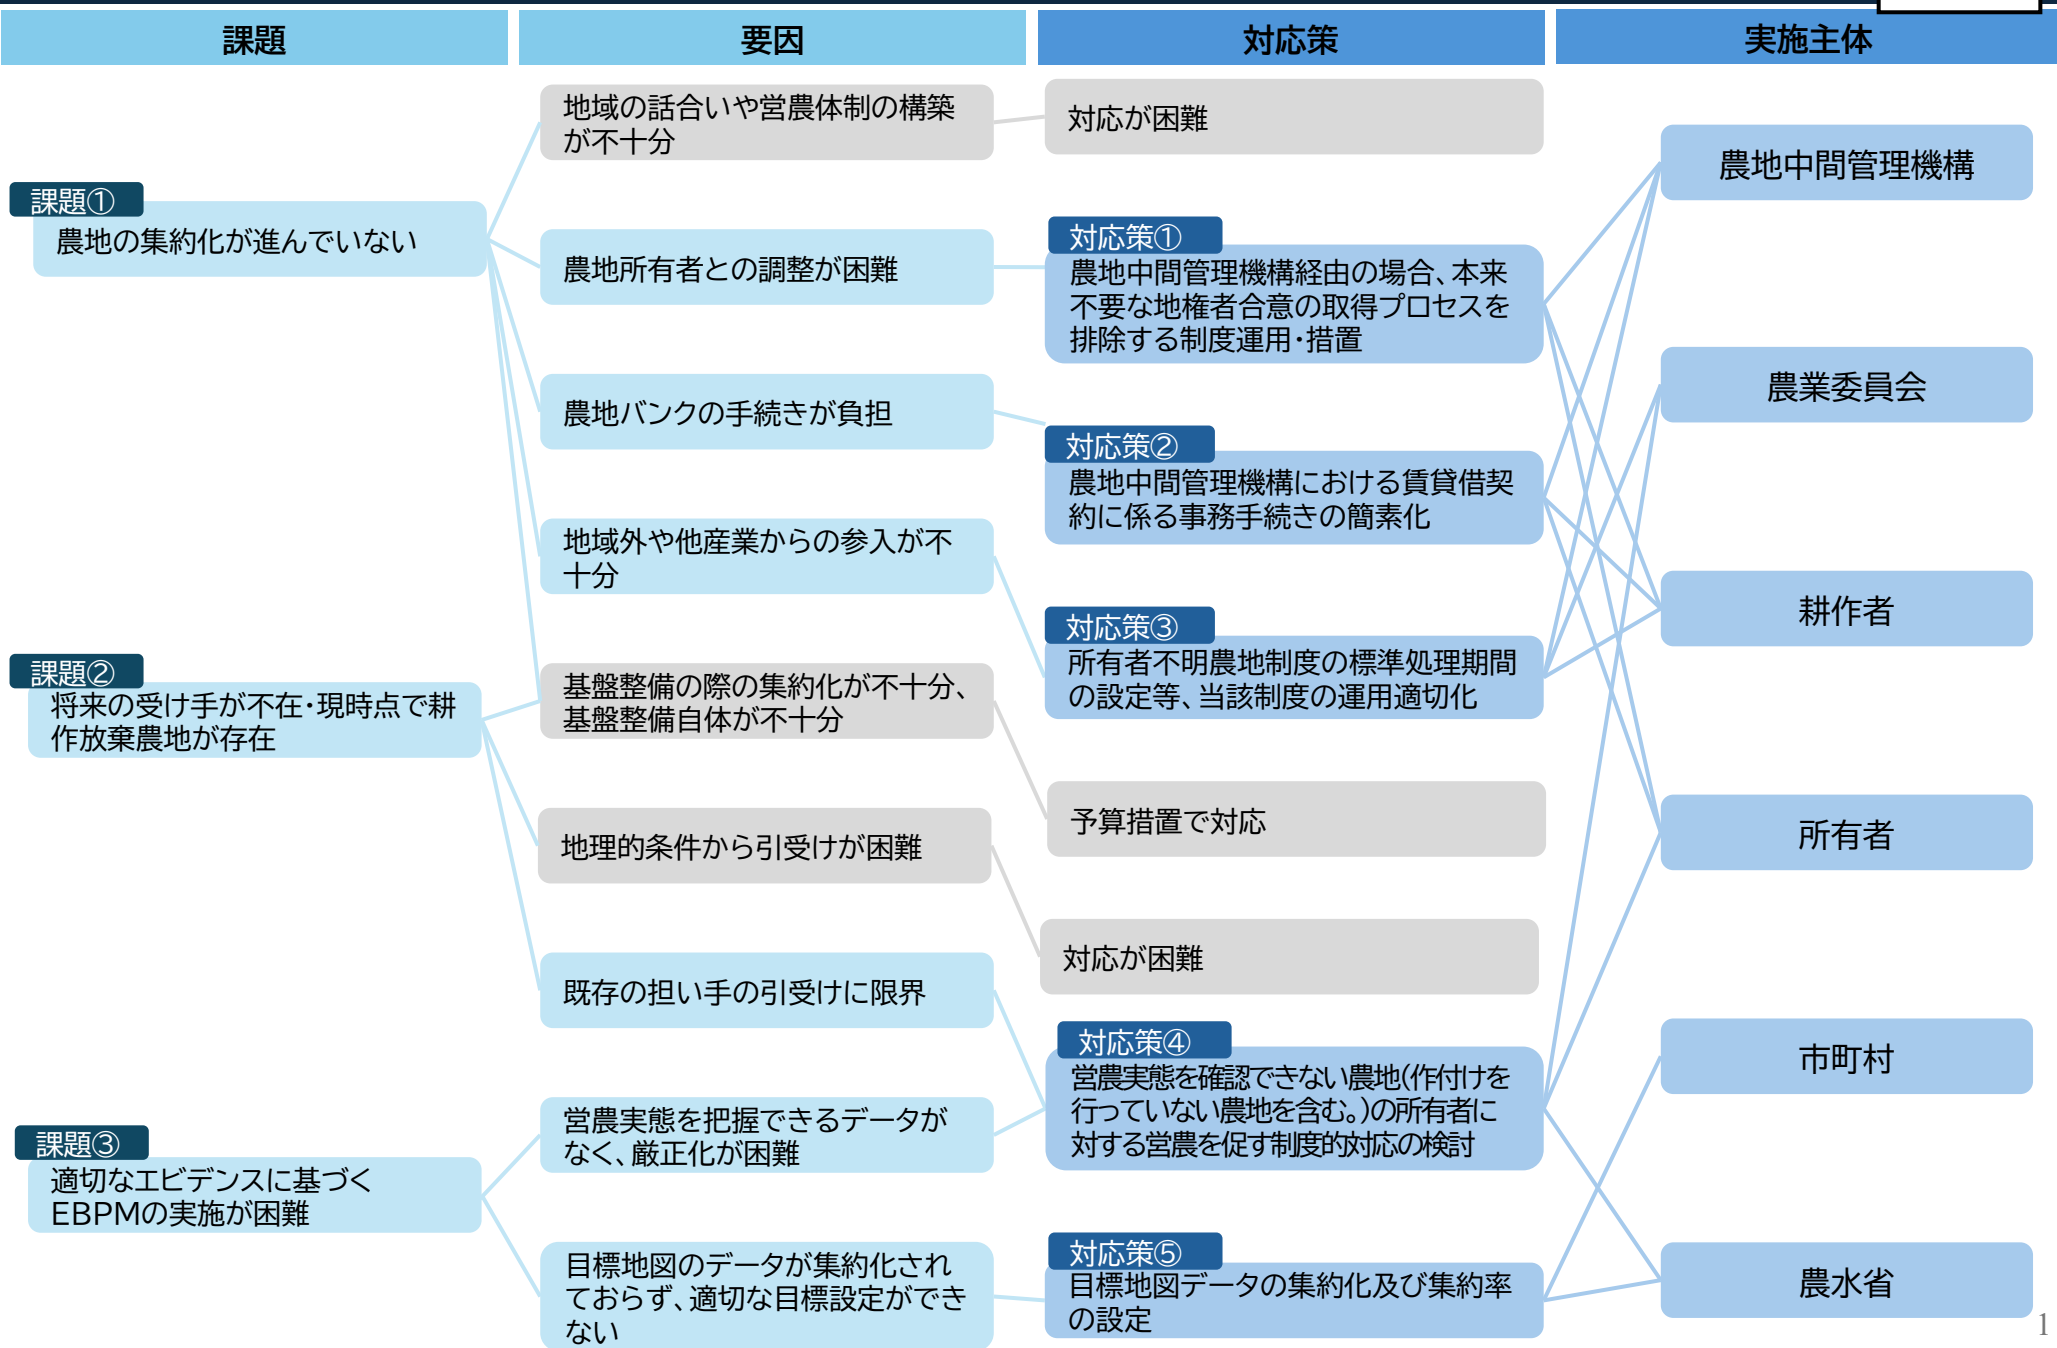 課題
要因
対応策
実施主体
課題①
農地の集約化が進んでいない
課題②
将来の受け手が不在・現時点で耕
作放棄農地が存在
課題③
適切なエビデンスに基づく
EBPMの実施が困難
地域の話合いや営農体制の構築
が不十分
農地所有者との調整が困難
農地バンクの手続きが負担
地域外や他産業からの参入が不
十分
基盤整備の際の集約化が不十分、
基盤整備自体が不十分
地理的条件から引受けが困難
既存の担い手の引受けに限界
営農実態を把握できるデータが
なく、厳正化が困難
目標地図のデータが集約化され
ておらず、適切な目標設定ができ
ない
対応が困難
対応策①
農地中間管理機構経由の場合、本来
不要な地権者合意の取得プロセスを
排除する制度運用・措置
対応策②
農地中間管理機構における賃貸借契
約に係る事務手続きの簡素化
対応策③
所有者不明農地制度の標準処理期間
の設定等、当該制度の運用適切化
予算措置で対応
対応が困難
対応策④
営農実態を確認できない農地(作付けを
行っていない農地を含む。)の所有者に
対する営農を促す制度的対応の検討
対応策⑤
目標地図データの集約化及び集約率
の設定
農地中間管理機構
農業委員会
耕作者
所有者
市町村
農水省
1